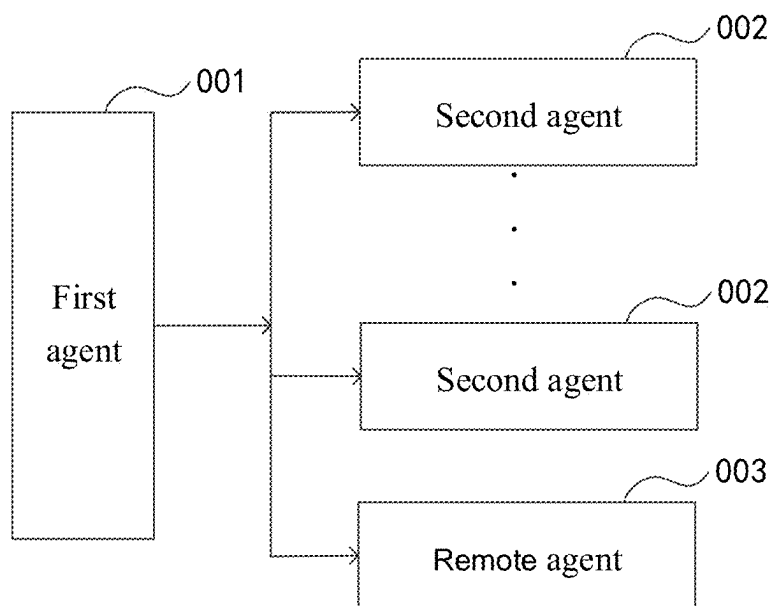 002
001
Second agent
First
agent
002
Second agent
003
Remote agent